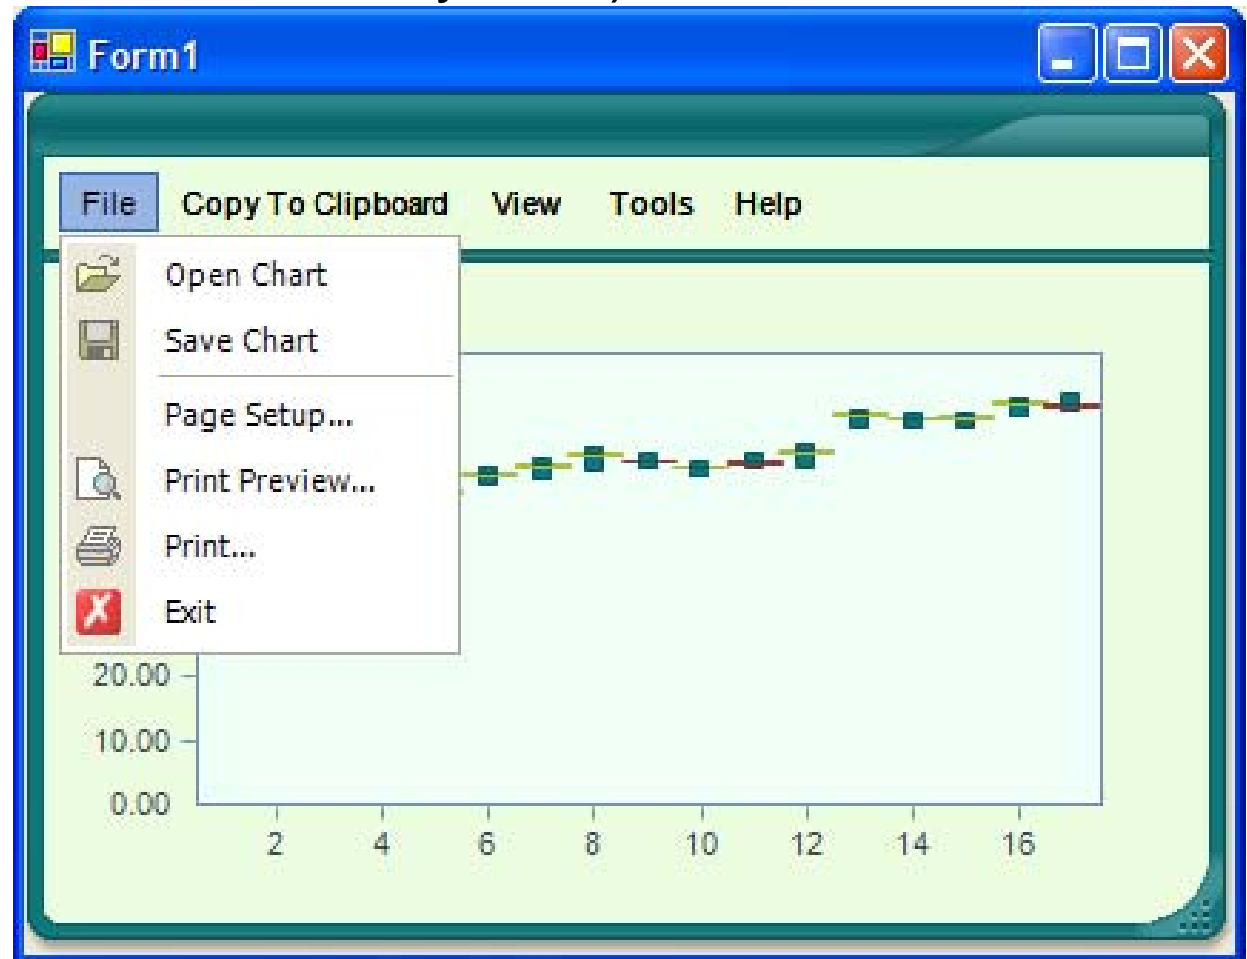 Form1
File Copy To Clipboard View Tools Help
Open Chart
Save Chart
Page Setup...
Print Preview...
Print...
Exit
20.00
10.00
0.00
2 4 6 8 10 12 14 16